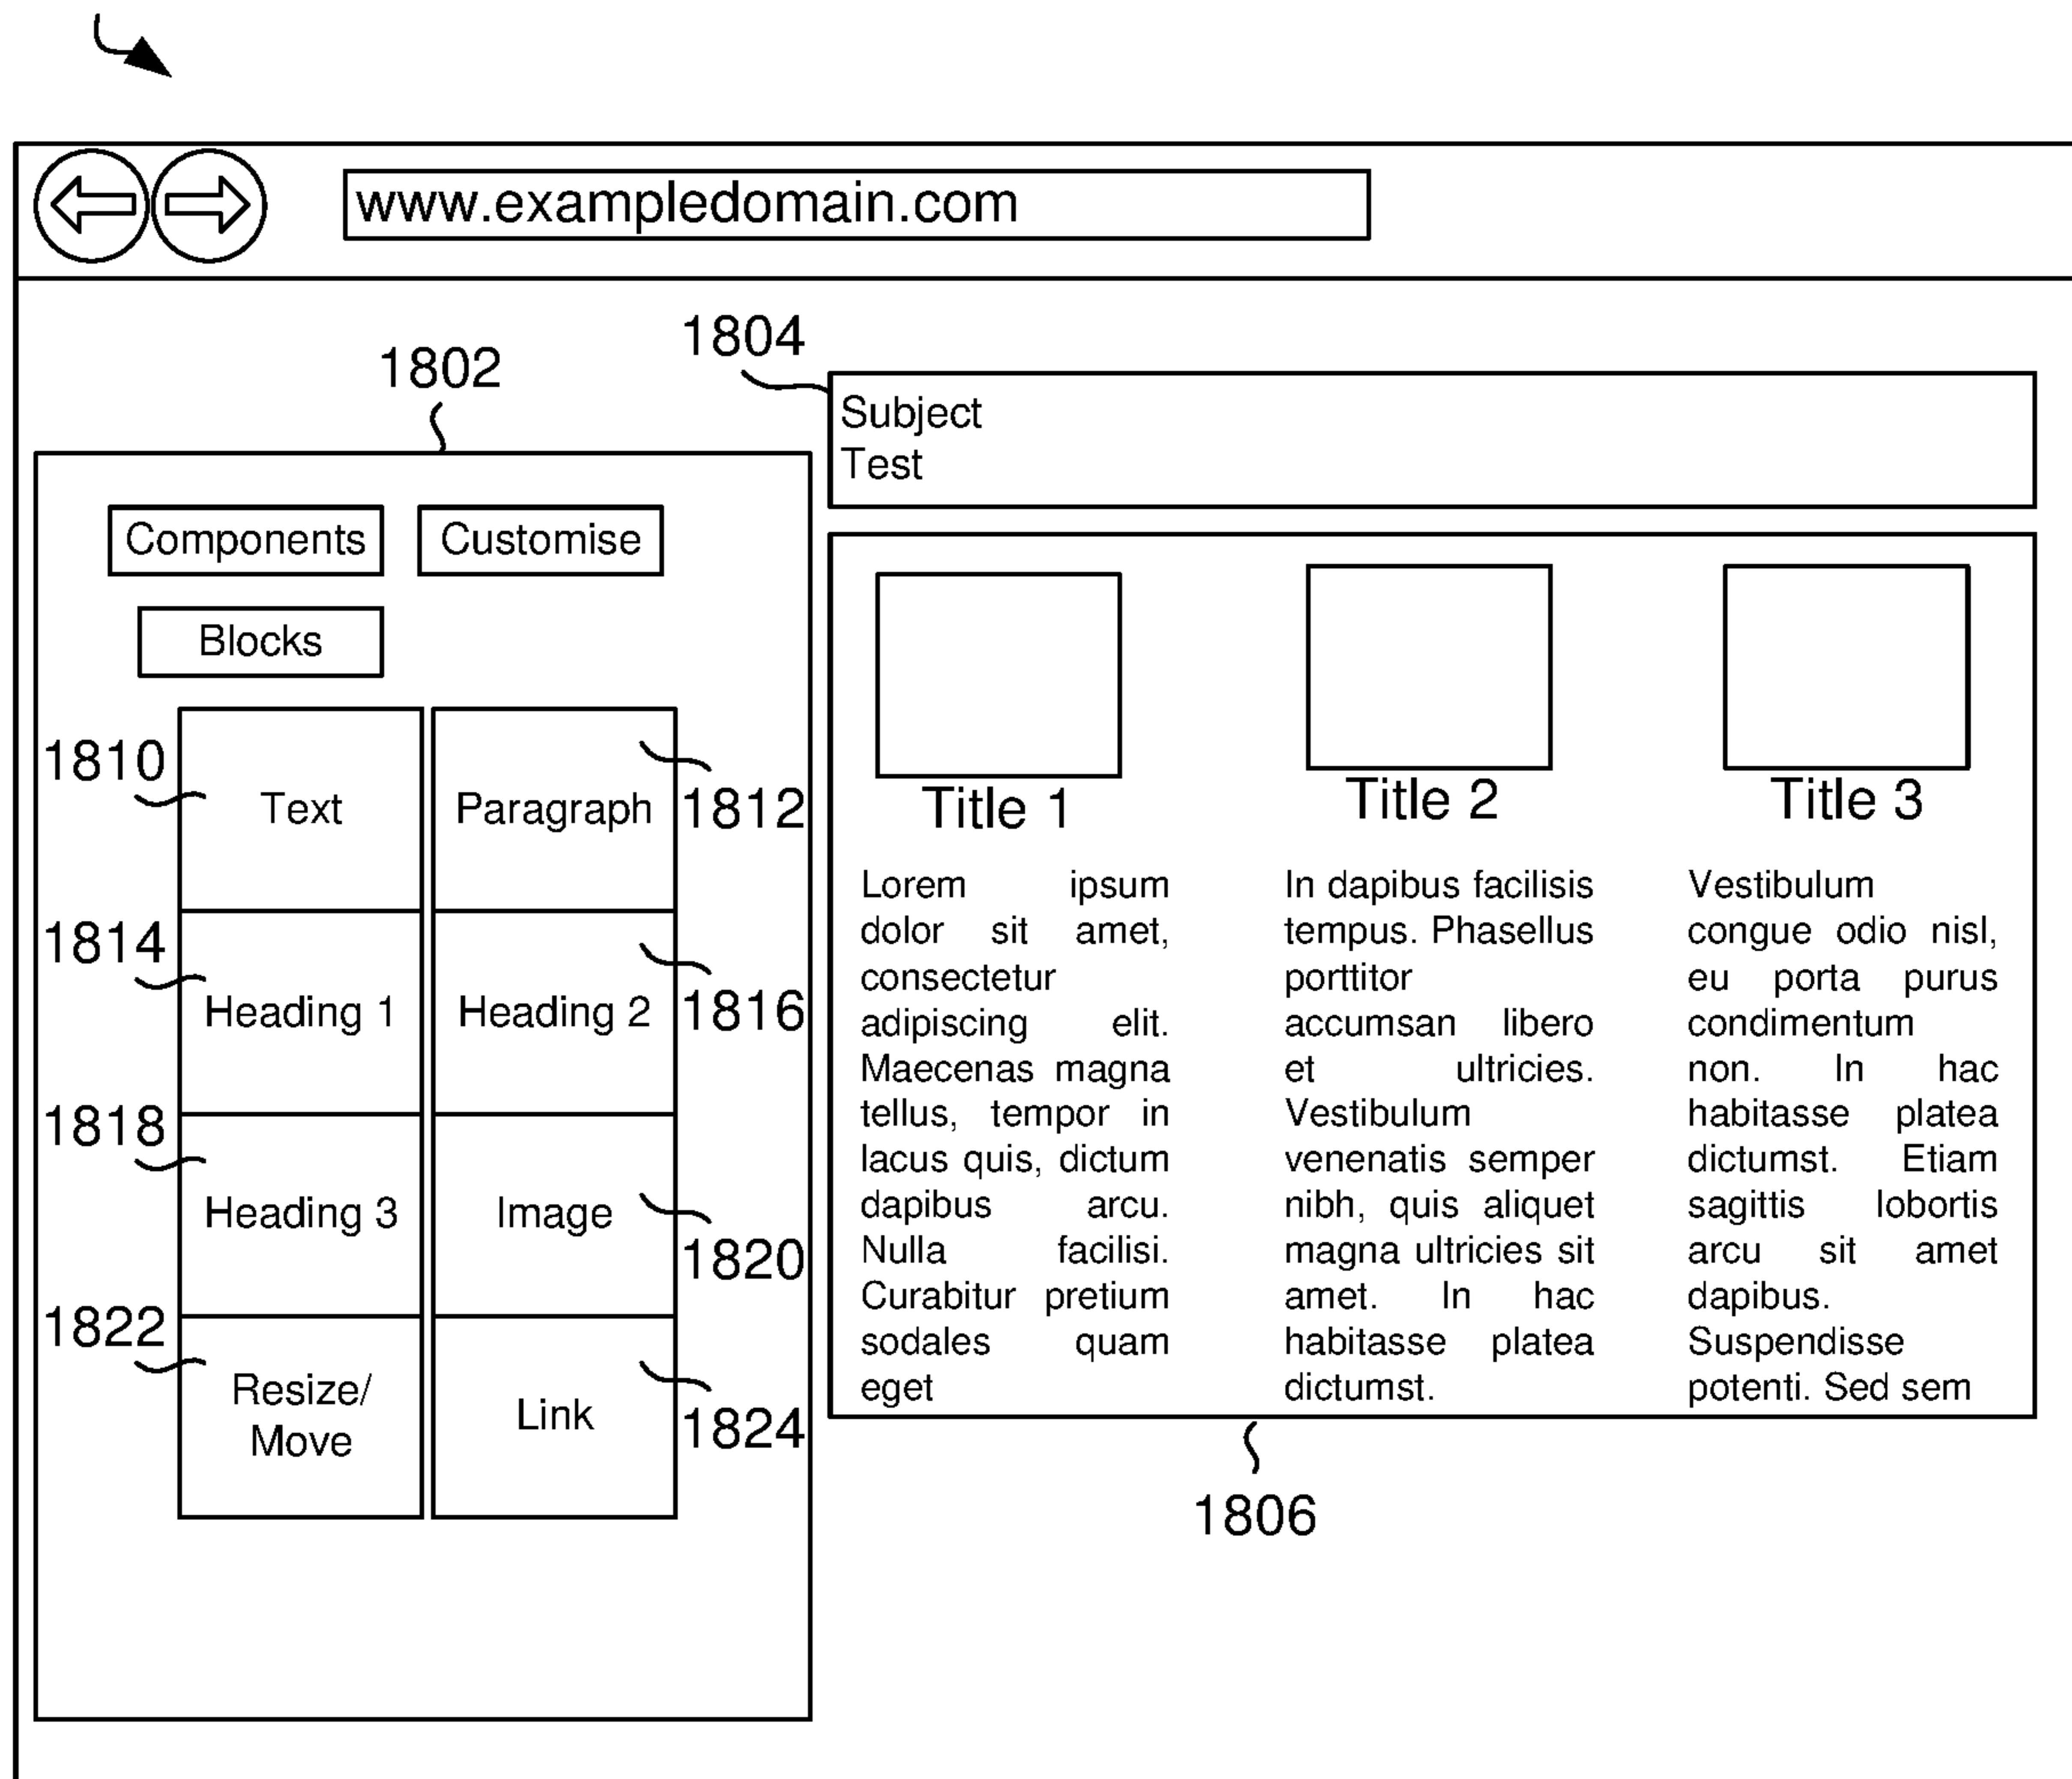 www.exampledomain.com
1804
1802
Subject
Test
Components
Customise
Blocks
1810
Text
Paragraph
1812
1814
Heading 1
Heading 2
1816
1818
Heading 3
Image
1820
1822
Resize/
Move
Link
1824
Title 1
Lorem ipsum
dolor sit amet,
consectetur
adipiscing elit.
Maecenas magna
tellus, tempor in
lacus quis, dictum
dapibus arcu.
Nulla facilisi.
Curabitur pretium
sodales quam
eget
Title 2
In dapibus facilisis
tempus. Phasellus
porttitor
accumsan libero
et ultricies.
Vestibulum
venenatis semper
nibh, quis aliquet
magna ultricies sit
amet. In hac
habitasse platea
dictumst.
Title 3
Vestibulum
congue odio nisl,
eu porta purus
condimentum
non. In hac
habitasse platea
dictumst. Etiam
sagittis lobortis
arcu sit amet
dapibus.
Suspendisse
potenti. Sed sem
1806